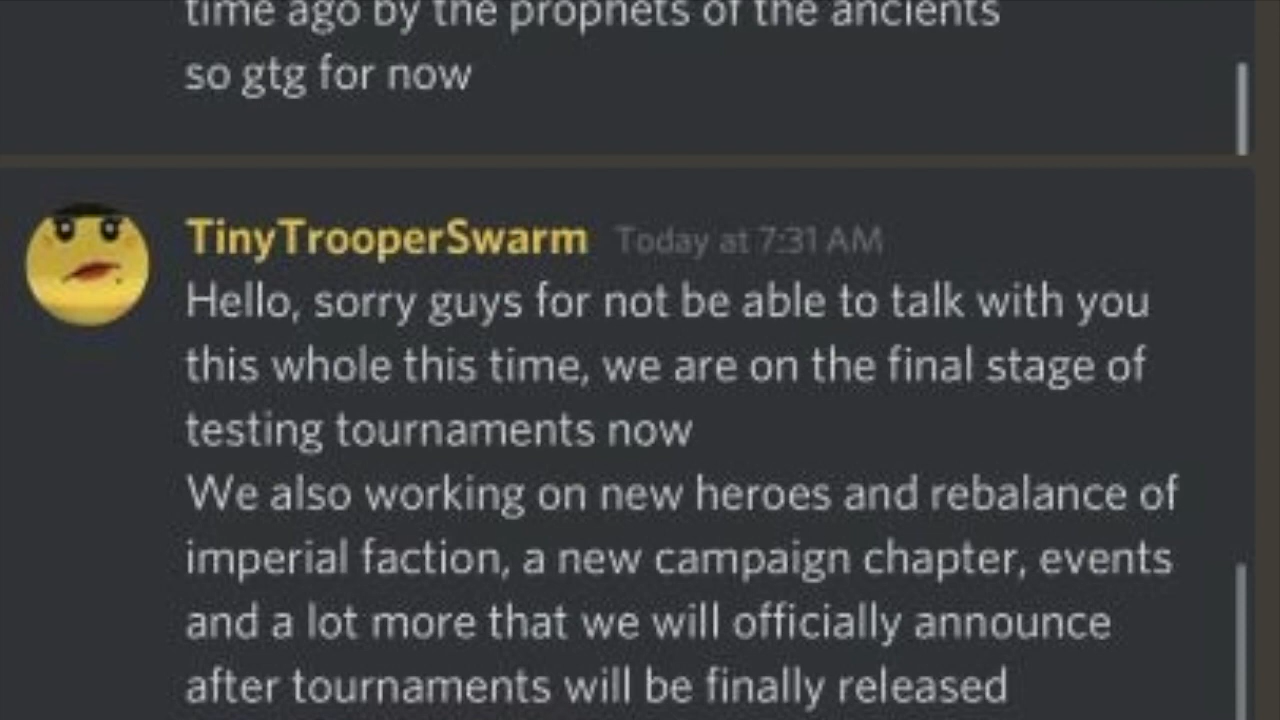 time ago by the prophets of the ancients
so gtg for now
TinyTrooperSwarm Today at 7:31 AM
Hello, sorry guys for not be able to talk with you
this whole this time, we are on the final stage of
testing tournaments now
We also working on new heroes and rebalance of
imperial faction, a new campaign chapter, events
and a lot more that we will officially announce
after tournaments will be finally released